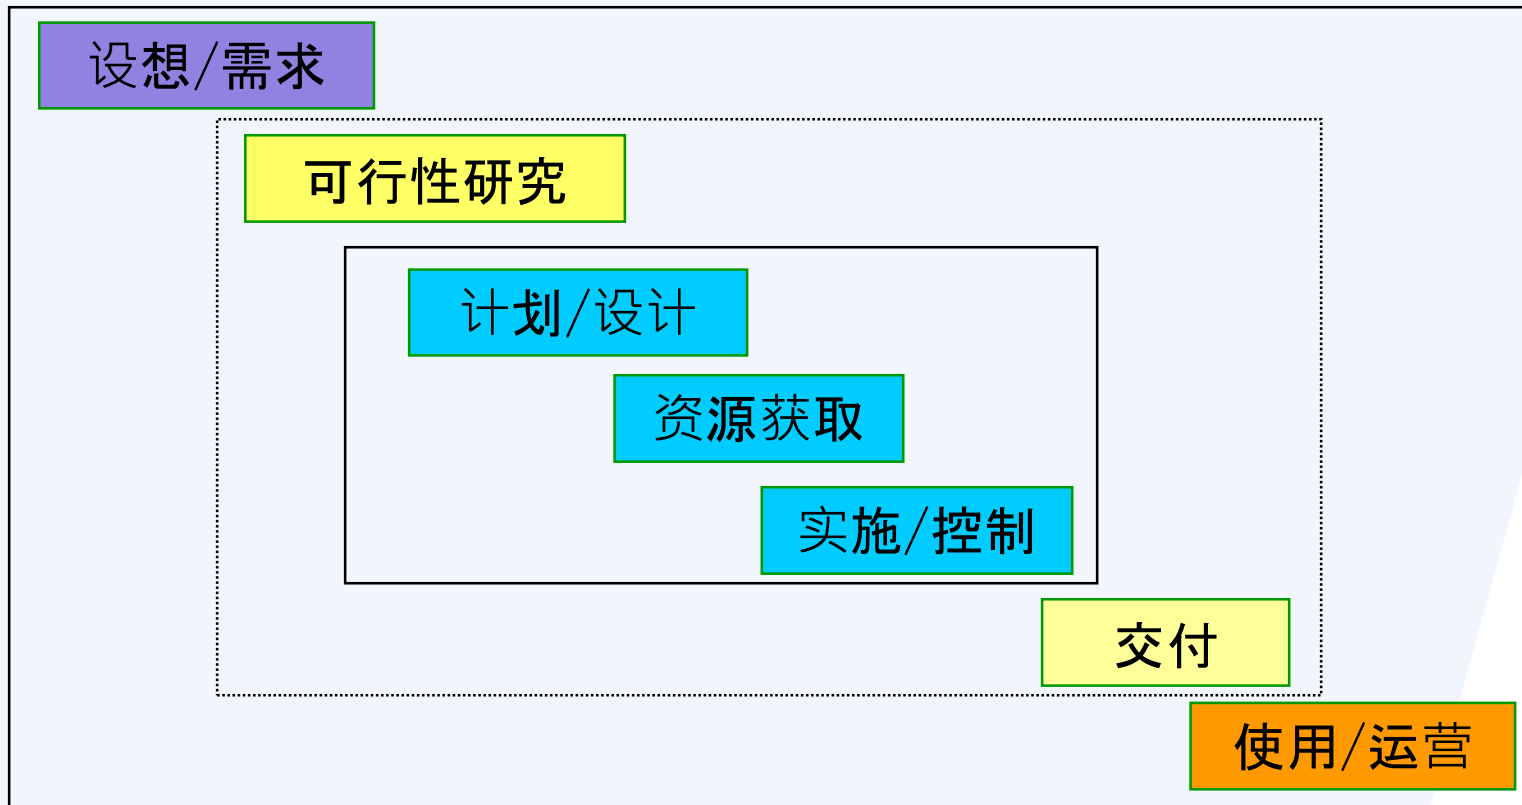 设想/需求
可行性研究
计划/设计
资源获取
实施/控制
交付
使用/运营